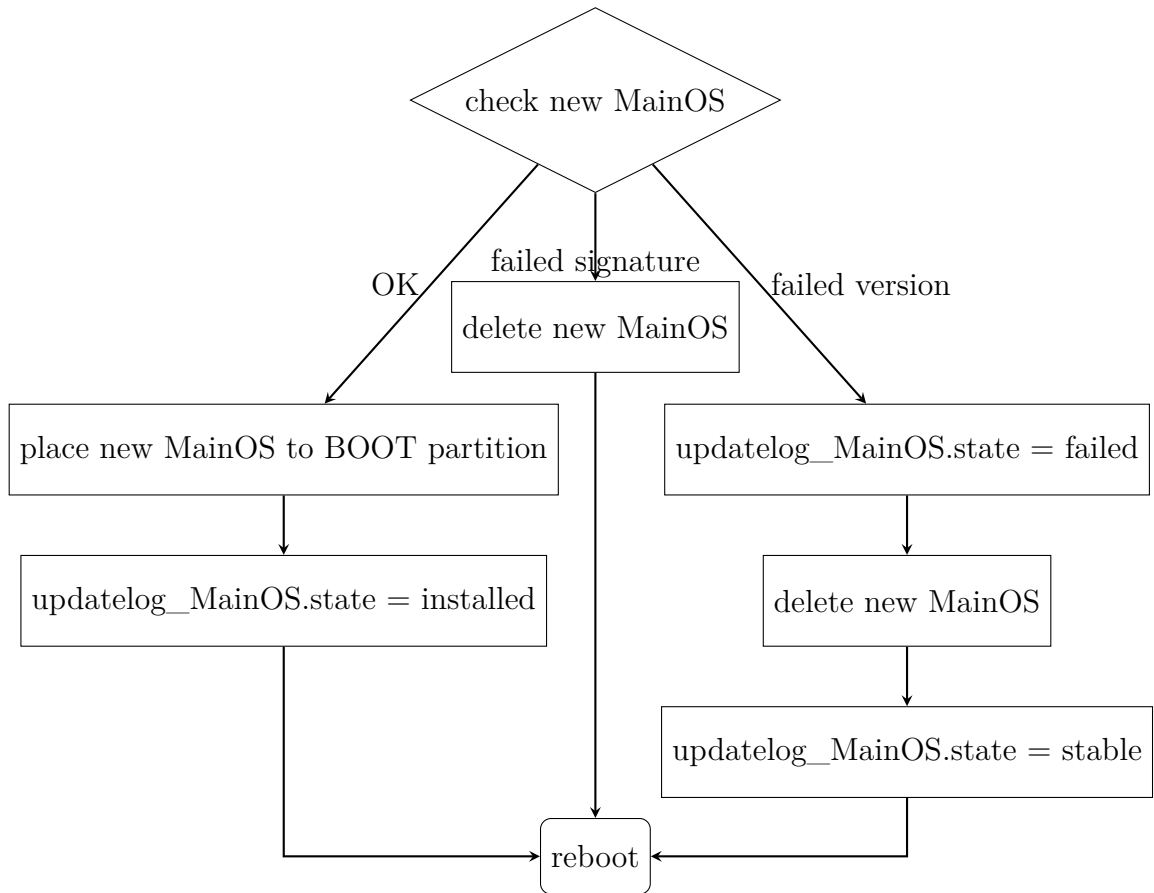 check new MainOS
failed signature
OK
failed version
delete new MainOS
place new MainOS to BOOT partition
updatelog_MainOS.state = failed
updatelog_MainOS.state = installed
delete new MainOS
updatelog_MainOS.state = stable
reboot